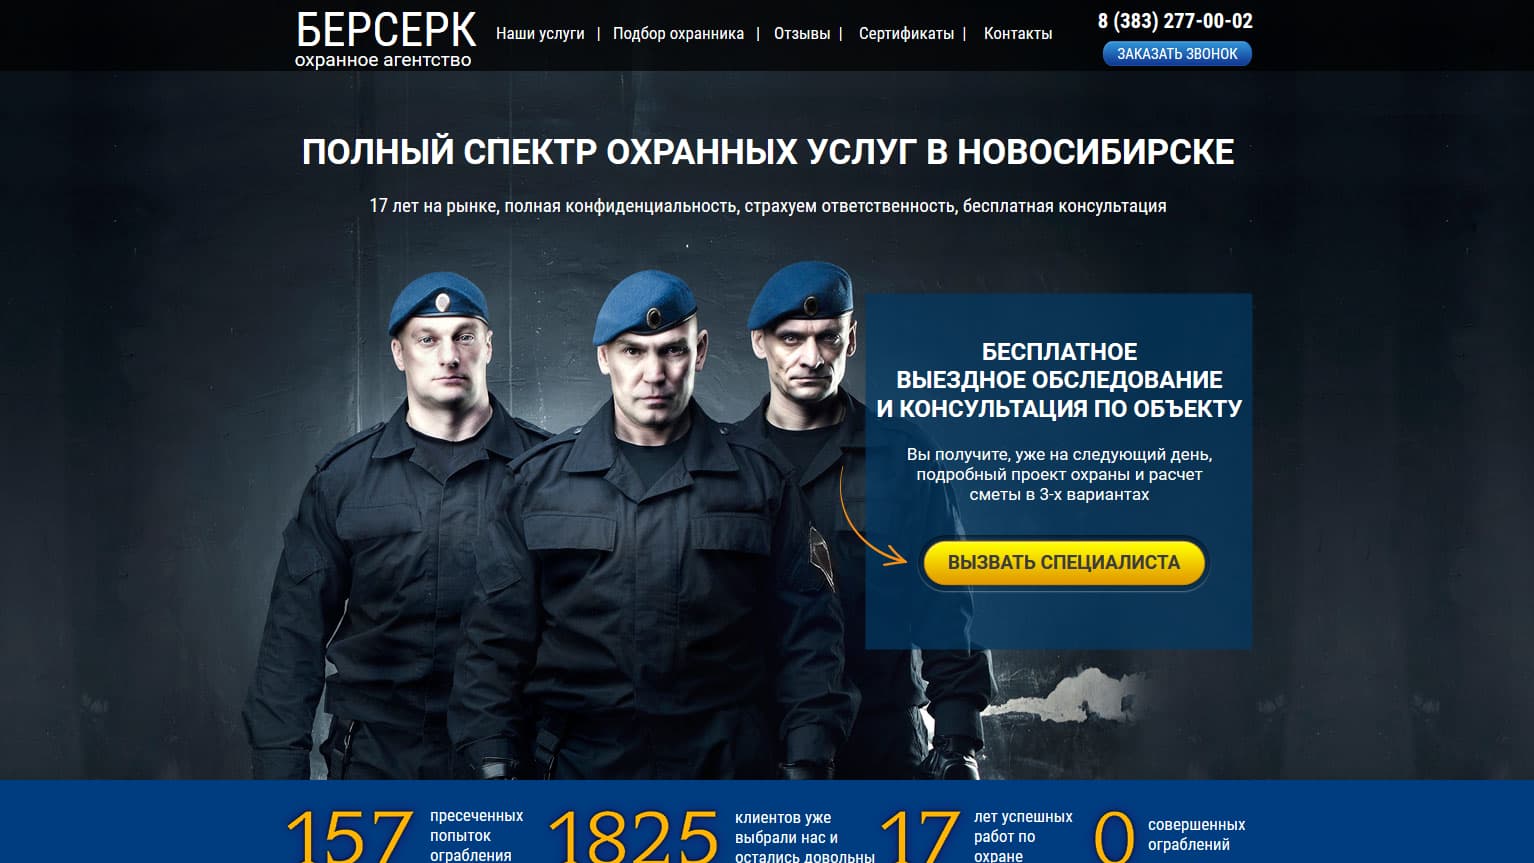 БЕРСЕРК
охранное агентство
Наши услуги | Подбор охранника | Отзывы | Сертификаты | Контакты
8 (383) 277-00-02
ЗАКАЗАТЬ ЗВОНОК
ПОЛНЫЙ СПЕКТР ОХРАННЫХ УСЛУГ В НОВОСИБИРСКЕ
17 лет на рынке, полная конфиденциальность, страхуем ответственность, бесплатная консультация
БЕСПЛАТНОЕ
ВЫЕЗДНОЕ ОБСЛЕДОВАНИЕ
И КОНСУЛЬТАЦИЯ ПО ОБЪЕКТУ
Вы получите, уже на следующий день,
подробный проект охраны и расчет
сметы в 3-х вариантах
ВЫЗВАТЬ СПЕЦИАЛИСТА
157
пресеченных
попыток
ограбления
1825
клиентов уже
выбрали нас и
остались довольны
17
лет успешных
работ по
охране
0
совершенных
ограблений